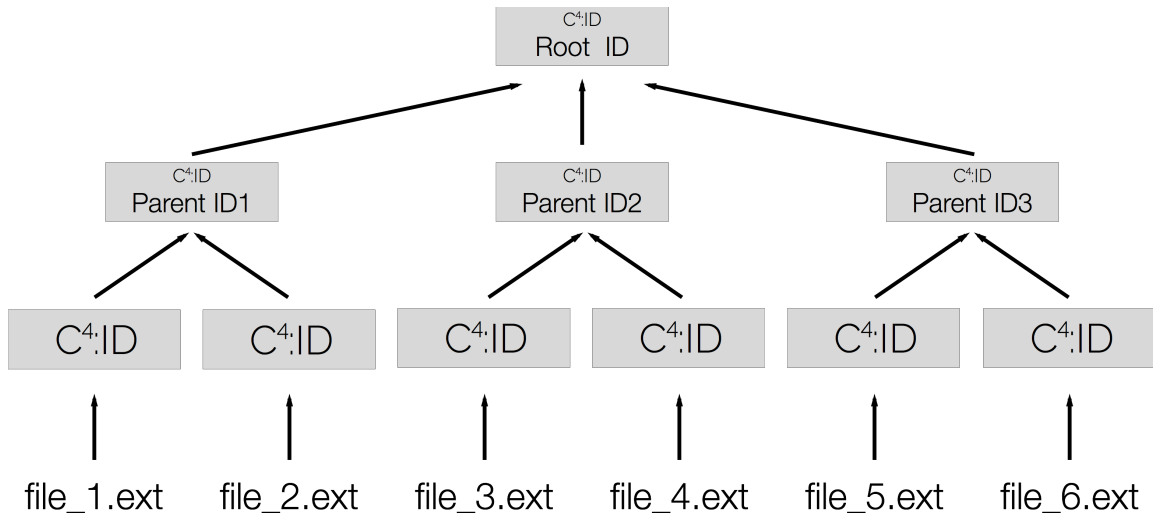 C⁴:ID
Root ID
C⁴:ID
Parent ID1
C⁴:ID
Parent ID2
C⁴:ID
Parent ID3
C⁴:ID
C⁴:ID
C⁴:ID
C⁴:ID
C⁴:ID
C⁴:ID
file_1.ext
file_2.ext
file_3.ext
file_4.ext
file_5.ext
file_6.ext